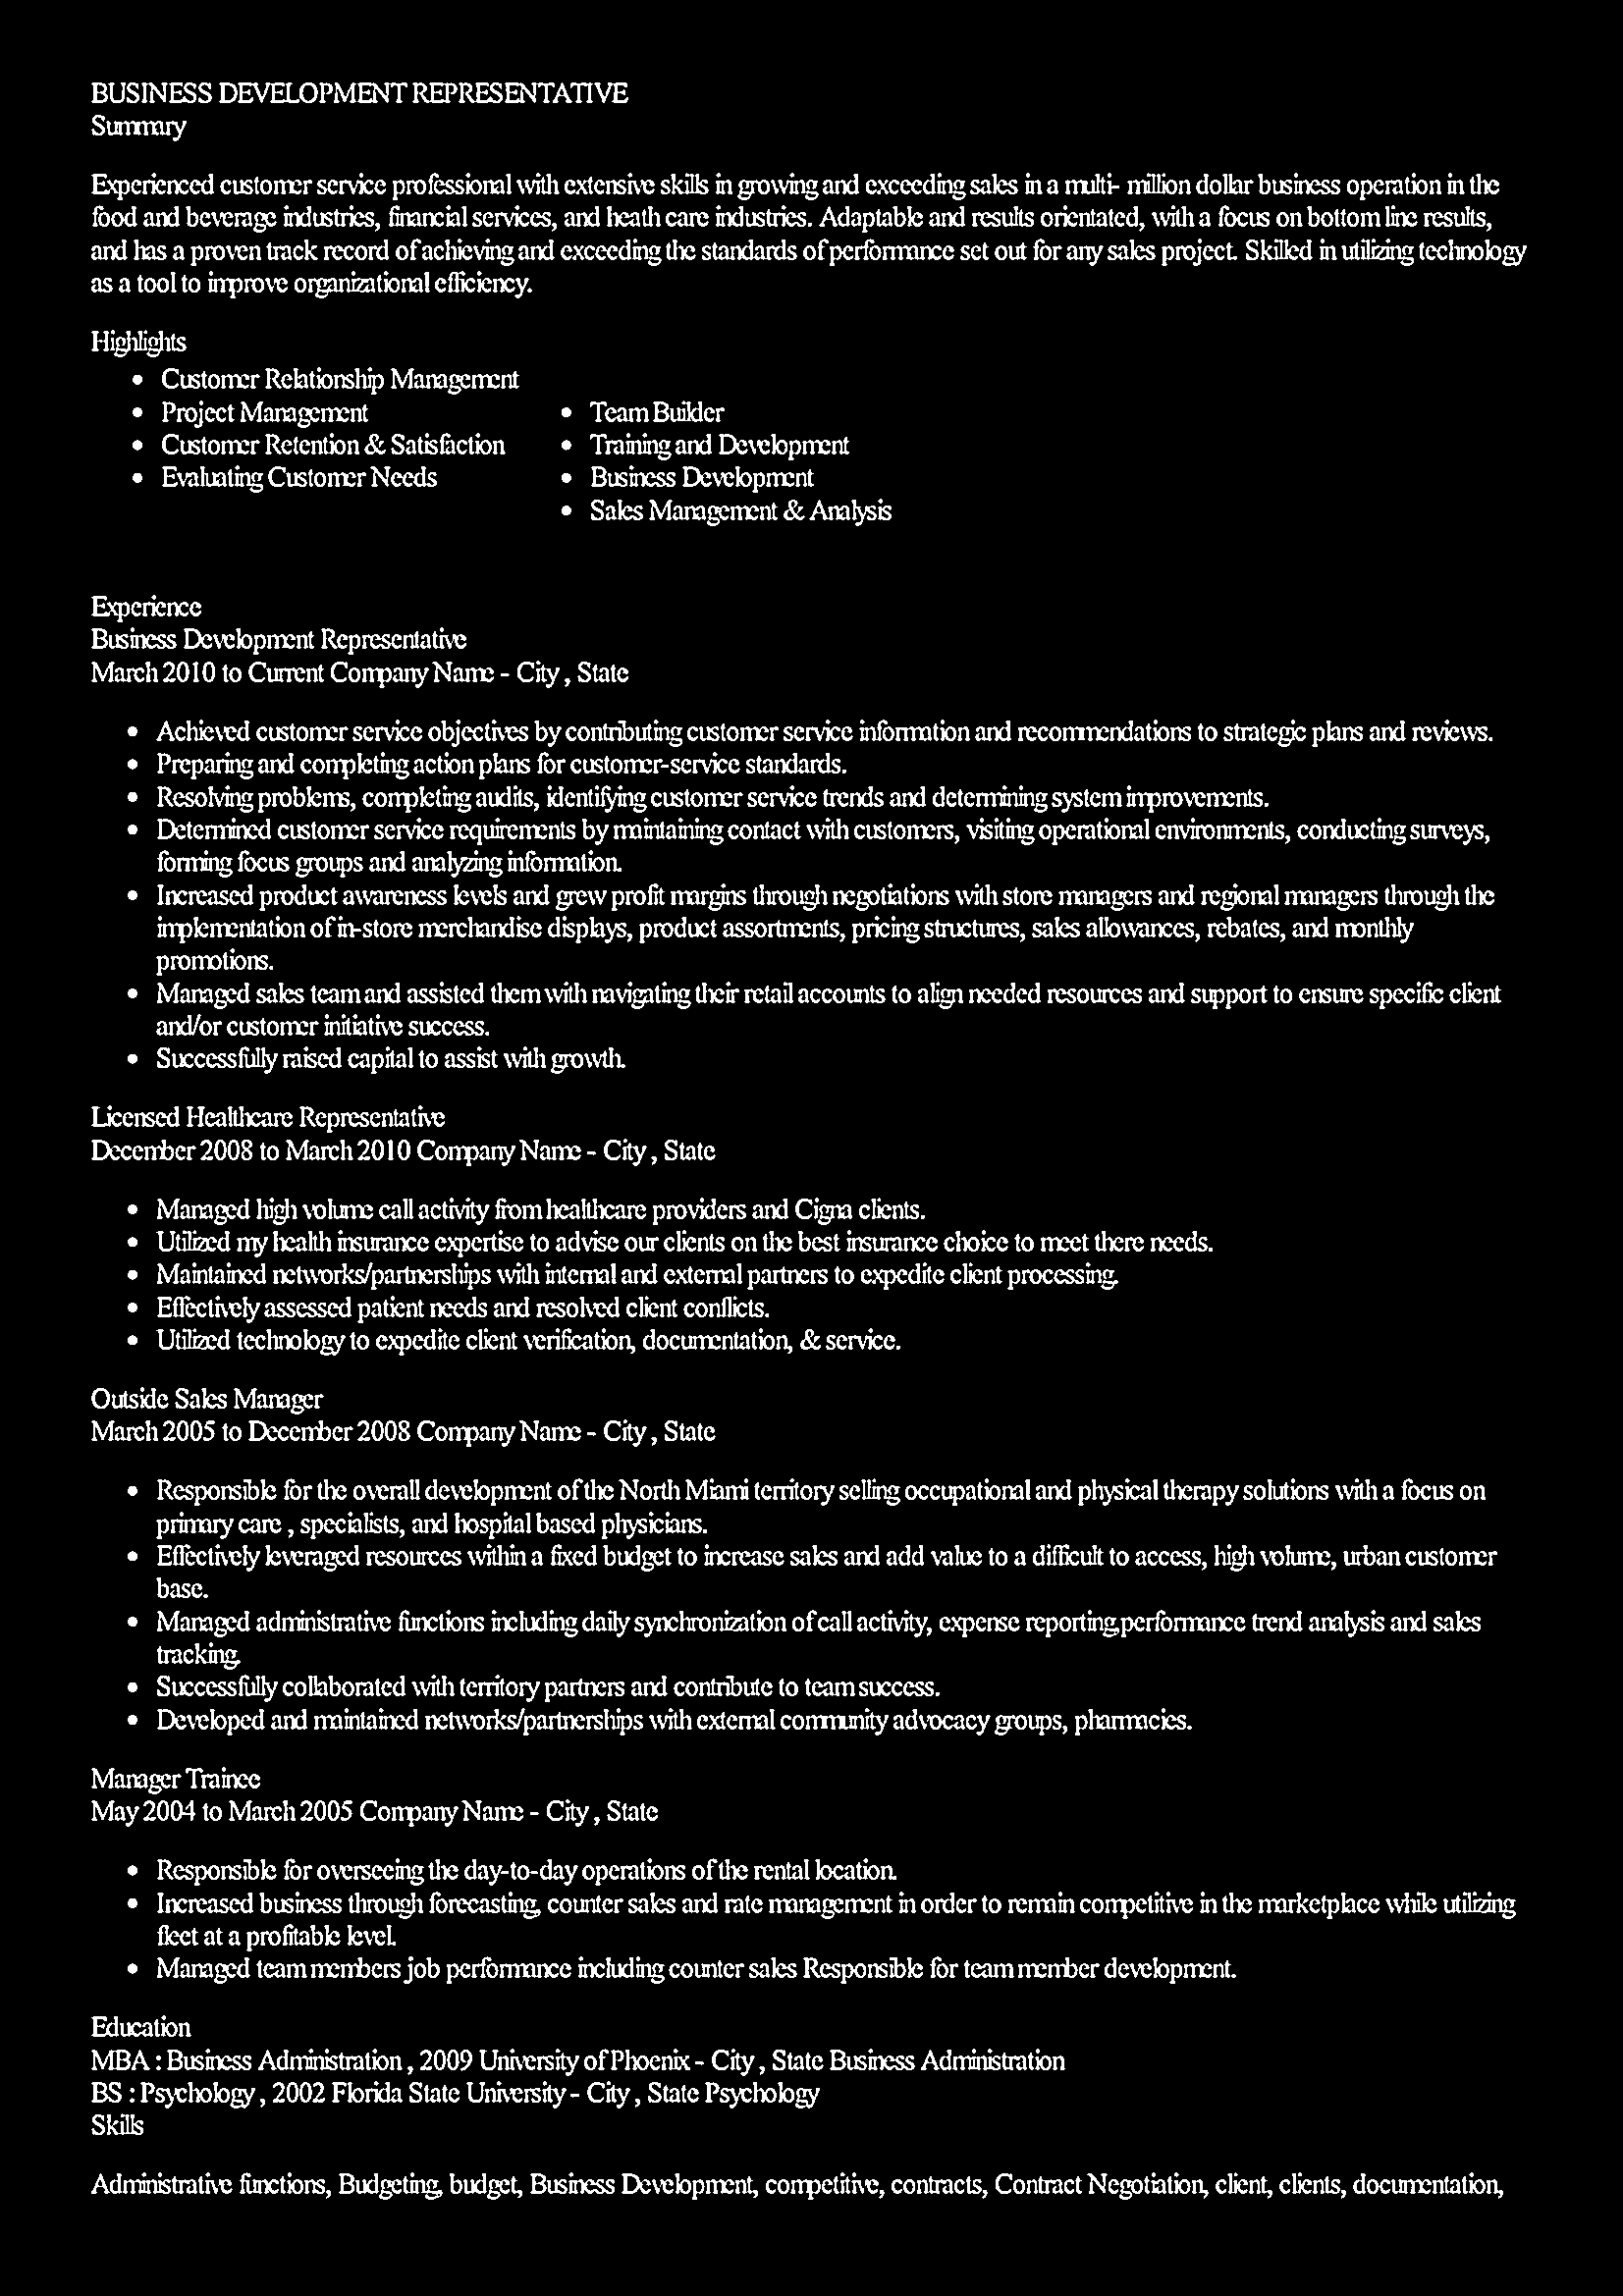 BUSINESS DEVELOPMENT REPRESENTATIVE
Summary
Experienced customer service professional with extensive skills in growing and exceeding sales in a multi- million dollar business operation in the
food and beverage industries, financial services, and heath care industries. Adaptable and results orientated, with a focus on bottom line results,
and has a proven track record of achieving and exceeding the standards of performance set out for any sales project. Skilled in utilizing technology
as a tool to improve organizational efficiency.
Highlights
• Customer Relationship Management
• Project Management
• Customer Retention & Satisfaction
• Evaluating Customer Needs
• Team Builder
• Training and Development
• Business Development
• Sales Management & Analysis
Experience
Business Development Representative
March 2010 to Current Company Name - City , State
• Achieved customer service objectives by contributing customer service information and recommendations to strategic plans and reviews.
• Preparing and completing action plans for customer-service standards.
• Resolving problems, completing audits, identifying customer service trends and determining system improvements.
• Determined customer service requirements by maintaining contact with customers, visiting operational environments, conducting surveys,
forming focus groups and analyzing information.
• Increased product awareness levels and grew profit margins through negotiations with store managers and regional managers through the
implementation of in-store merchandise displays, product assortments, pricing structures, sales allowances, rebates, and monthly
promotions.
• Managed sales team and assisted them with navigating their retail accounts to align needed resources and support to ensure specific client
and/or customer initiative success.
• Successfully raised capital to assist with growth.
Licensed Healthcare Representative
December 2008 to March 2010 Company Name - City , State
• Managed high volume call activity from healthcare providers and Cigna clients.
• Utilized my health insurance expertise to advise our clients on the best insurance choice to meet there needs.
• Maintained networks/partnerships with internal and external partners to expedite client processing.
• Effectively assessed patient needs and resolved client conflicts.
• Utilized technology to expedite client verification, documentation, & service.
Outside Sales Manager
March 2005 to December 2008 Company Name - City , State
• Responsible for the overall development of the North Miami territory selling occupational and physical therapy solutions with a focus on
primary care , specialists, and hospital based physicians.
• Effectively leveraged resources within a fixed budget to increase sales and add value to a difficult to access, high volume, urban customer
base.
• Managed administrative functions including daily synchronization of call activity, expense reporting,performance trend analysis and sales
tracking.
• Successfully collaborated with territory partners and contribute to team success.
• Developed and maintained networks/partnerships with external community advocacy groups, pharmacies.
Manager Trainee
May 2004 to March 2005 Company Name - City , State
• Responsible for overseeing the day-to-day operations of the rental location.
• Increased business through forecasting, counter sales and rate management in order to remain competitive in the marketplace while utilizing
fleet at a profitable level.
• Managed team members job performance including counter sales Responsible for team member development.
Education
MBA : Business Administration , 2009 University of Phoenix - City , State Business Administration
BS : Psychology , 2002 Florida State University - City , State Psychology
Skills
Administrative functions, Budgeting, budget, Business Development, competitive, contracts, Contract Negotiation, client, clients, documentation,